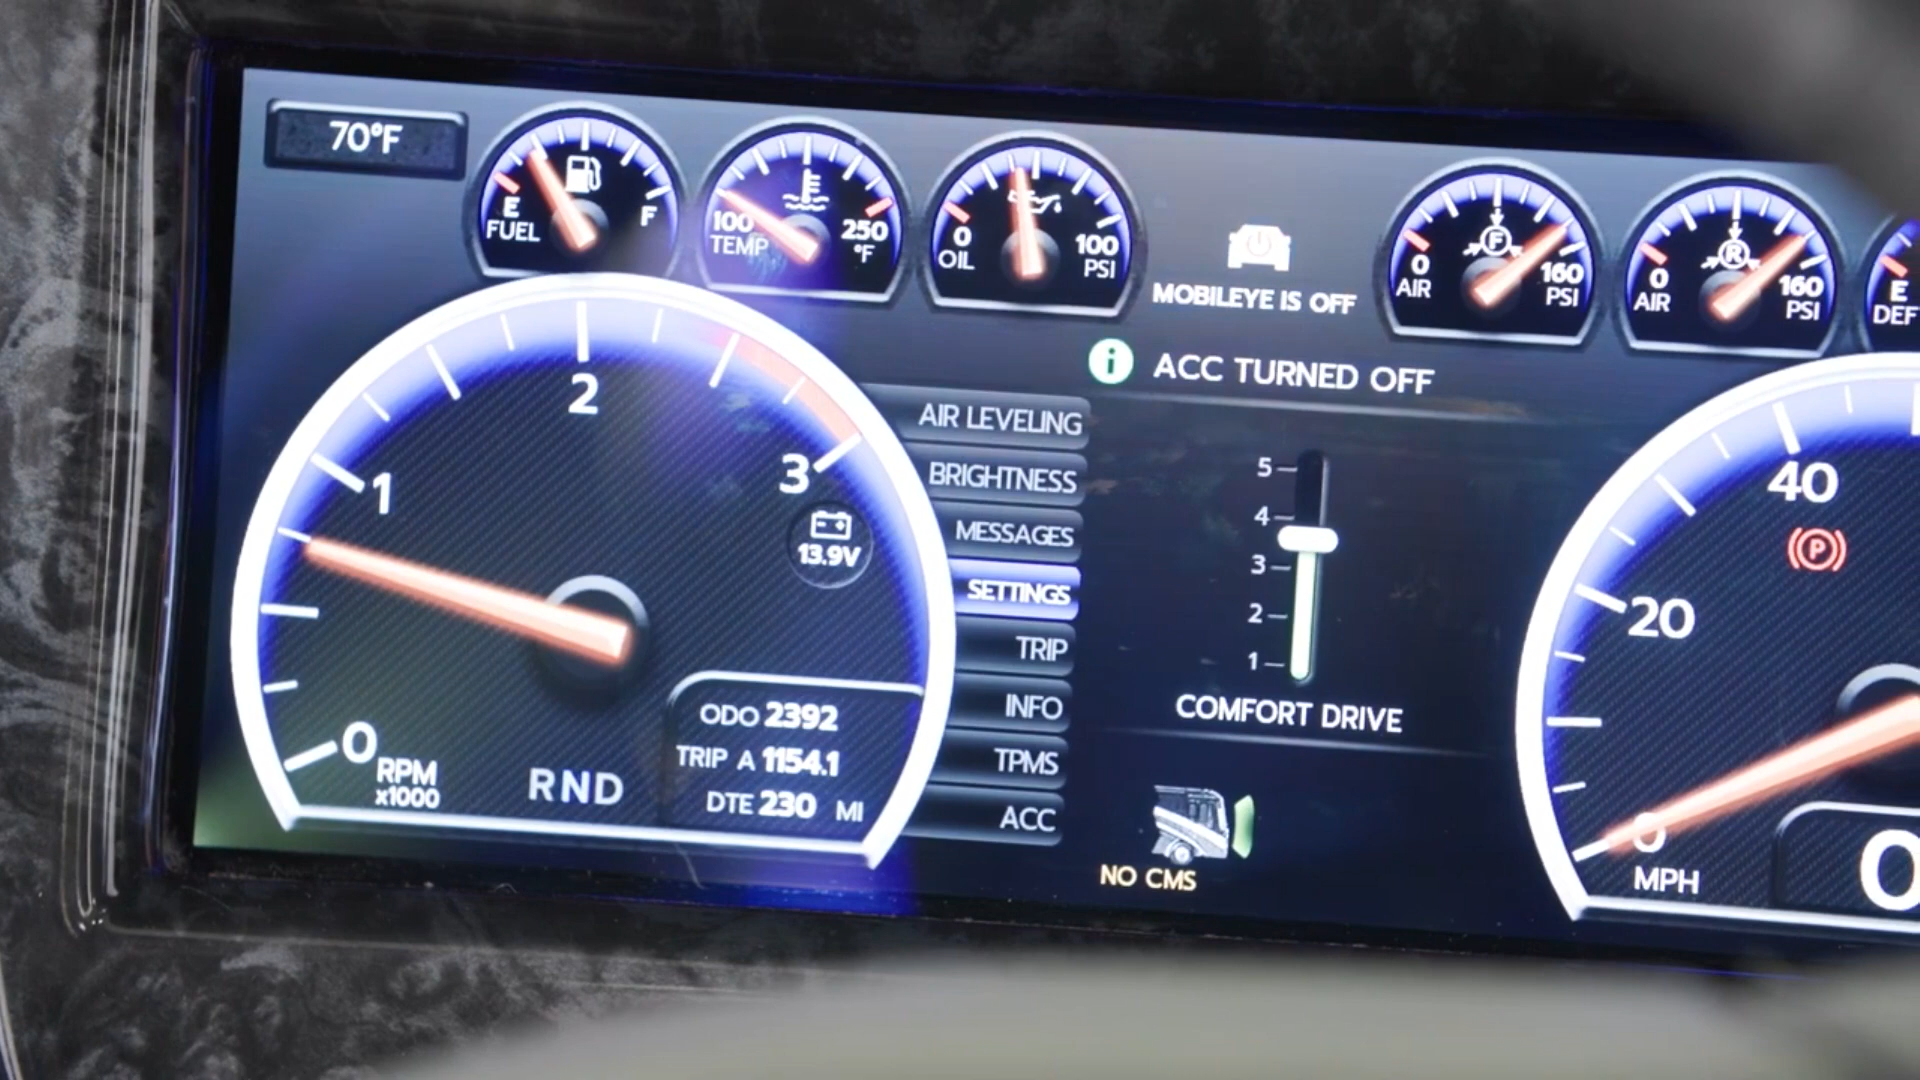 70°F
E
FUEL
F
100
TEMP
250
°F
0
OIL
100
PSI
MOBILEYE IS OFF
F
0
AIR
160
PSI
R
0
AIR
160
PSI
E
DEF
i ACC TURNED OFF
0
1
2
3
RPM
x1000
13.9V
RND
ODO 2392
TRIP A 1154.1
DTE 230 MI
AIR LEVELING
BRIGHTNESS
MESSAGES
SETTINGS
TRIP
INFO
TPMS
ACC
5
4
3
2
1
COMFORT DRIVE
NO CMS
40
P
20
0
MPH
0